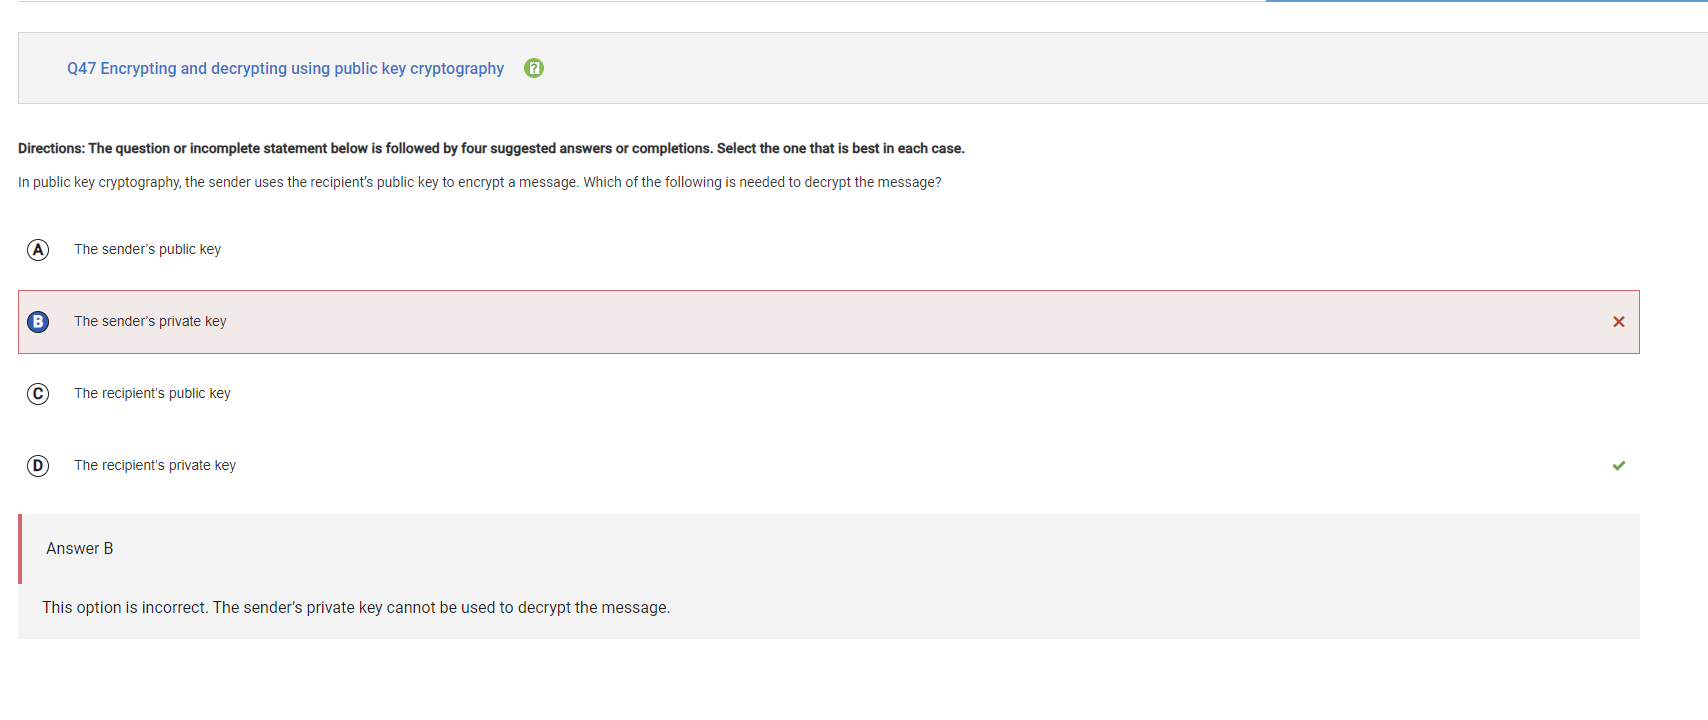 Q47 Encrypting and decrypting using public key cryptography ?
Directions: The question or incomplete statement below is followed by four suggested answers or completions. Select the one that is best in each case.
In public key cryptography, the sender uses the recipient's public key to encrypt a message. Which of the following is needed to decrypt the message?
A The sender's public key
B The sender's private key
C The recipient's public key
D The recipient's private key
Answer B
This option is incorrect. The sender's private key cannot be used to decrypt the message.